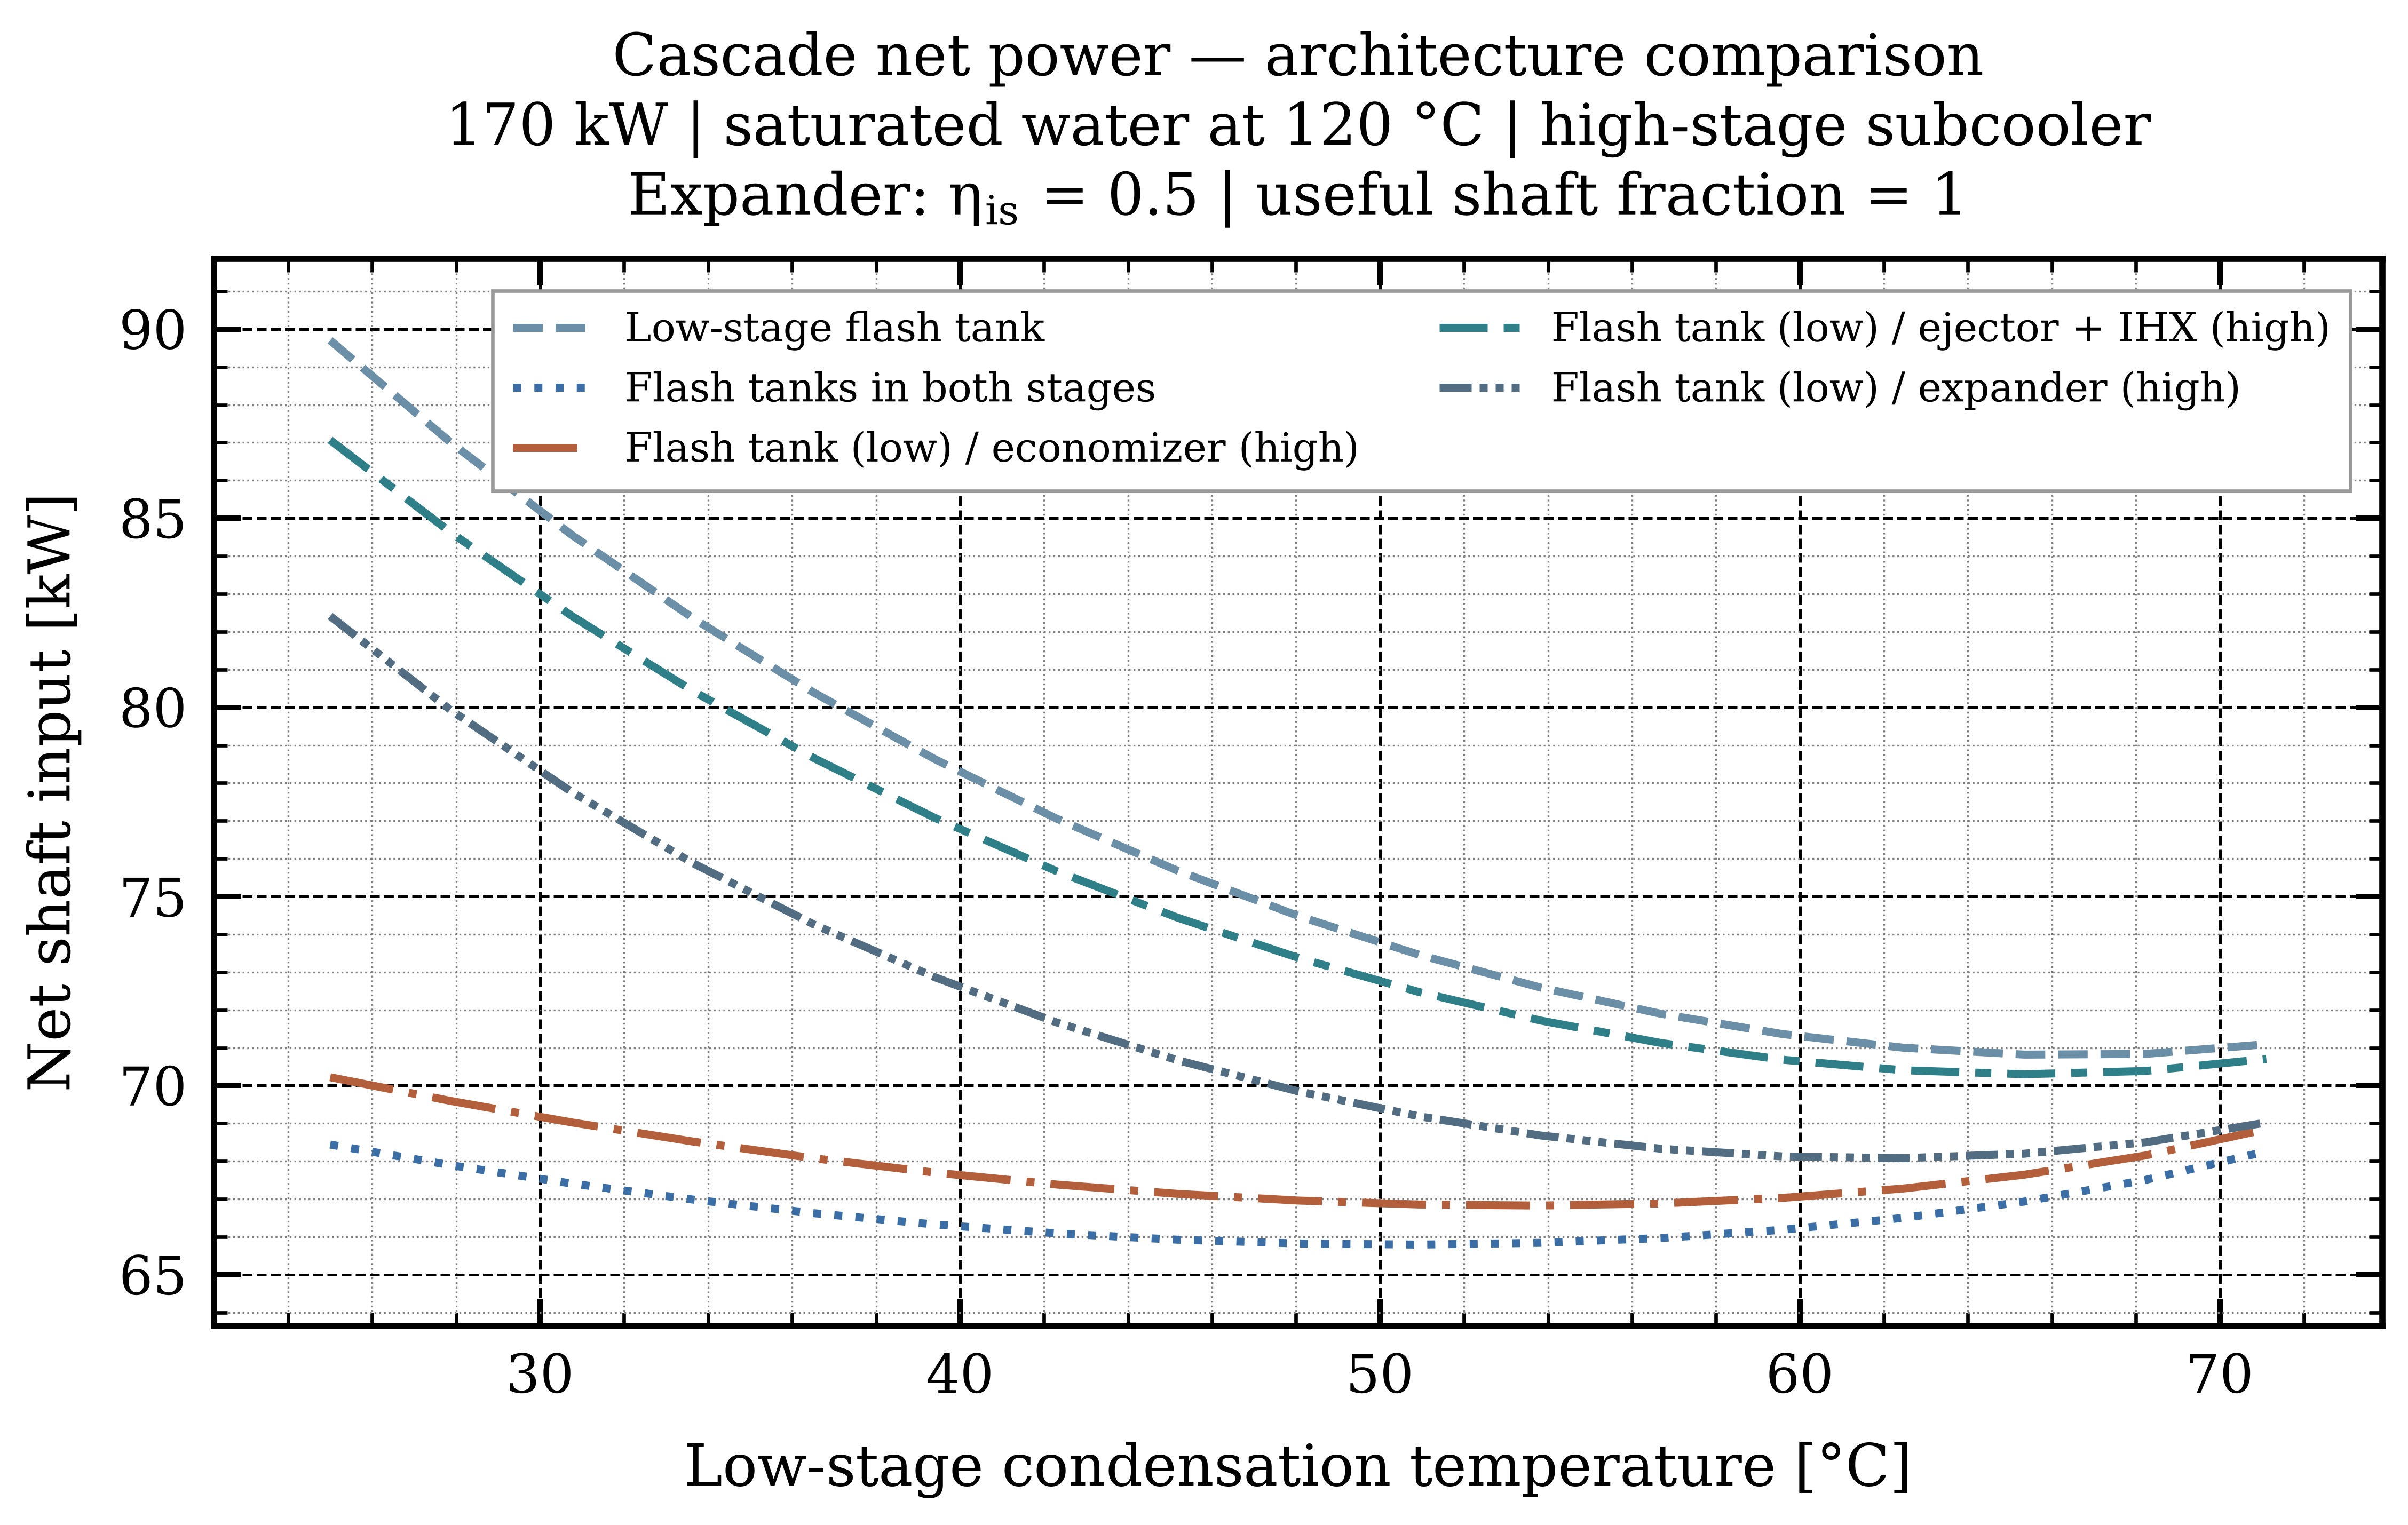 Cascade net power — architecture comparison
170 kW | saturated water at 120 °C | high-stage subcooler
Expander: ηis = 0.5 | useful shaft fraction = 1
Low-stage flash tank
Flash tanks in both stages
Flash tank (low) / economizer (high)
Flash tank (low) / ejector + IHX (high)
Flash tank (low) / expander (high)
Net shaft input [kW]
90
85
80
75
70
65
30 40 50 60 70
Low-stage condensation temperature [°C]